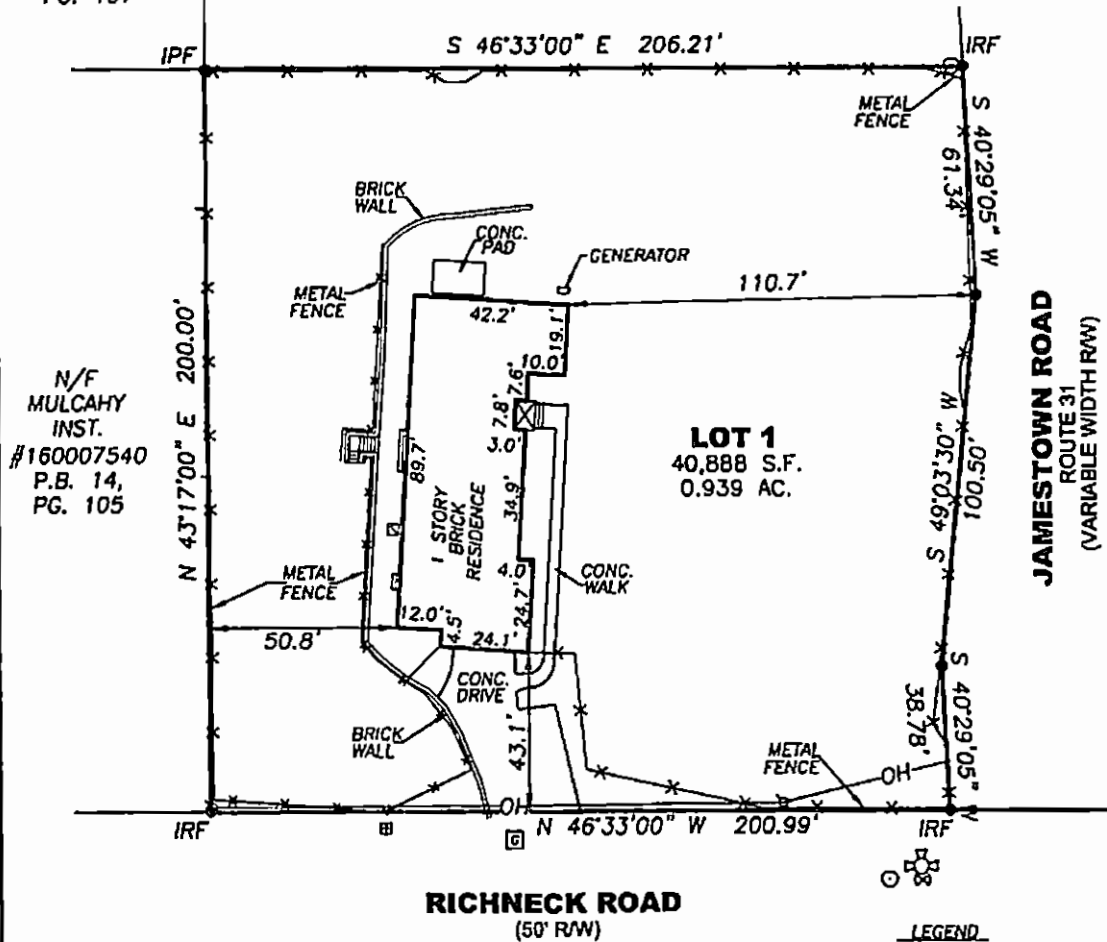 IPF
S 46°33'00" E 206.21'
IRF
METAL
FENCE
S 40°29'05" W
61.34'
BRICK
WALL
CONC.
PAD
GENERATOR
METAL
FENCE
42.2'
110.7'
19.1'
10.0'
7.6'
7.8'
3.0'
N/F
MULCAHY
INST.
#160007540
P.B. 14,
PG. 105
N 43°17'00" E 200.00'
89.7'
34.9'
1 STORY
BRICK
RESIDENCE
LOT 1
40,888 S.F.
0.939 AC.
S 49°03'30" W
100.50'
JAMESTOWN ROAD
ROUTE 31
(VARIABLE WIDTH R/W)
METAL
FENCE
4.0'
24.7'
CONC.
WALK
50.8'
12.0'
4.5'
24.1'
CONC.
DRIVE
BRICK
WALL
43.1'
METAL
FENCE
OH
S 40°29'05" W
38.78'
IRF
OH
N 46°33'00" W 200.99'
IRF
G
RICHNECK ROAD
(50' R/W)
LEGEND